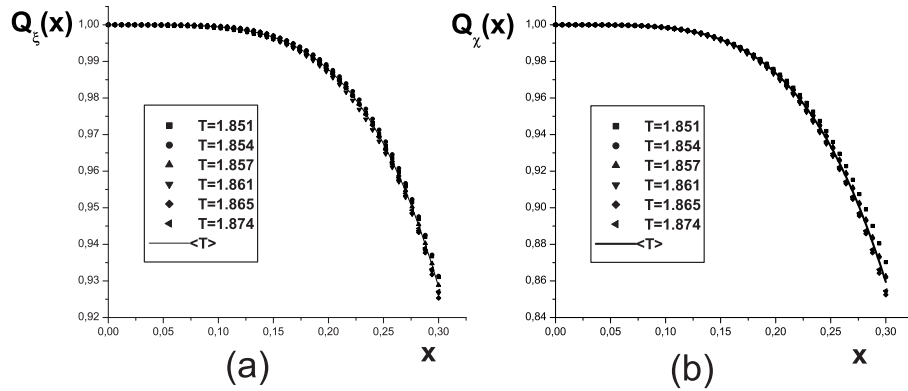 Q_ξ(x)
1,00
0,99
0,98
0,97
0,96
0,95
0,94
0,93
0,92
T=1.851
T=1.854
T=1.857
T=1.861
T=1.865
T=1.874
<T>
0,00 0,05 0,10 0,15 0,20 0,25 0,30
x
(a)
Q_χ(x)
1,00
0,98
0,96
0,94
0,92
0,90
0,88
0,86
0,84
T=1.851
T=1.854
T=1.857
T=1.861
T=1.865
T=1.874
<T>
0,00 0,05 0,10 0,15 0,20 0,25 0,30
x
(b)